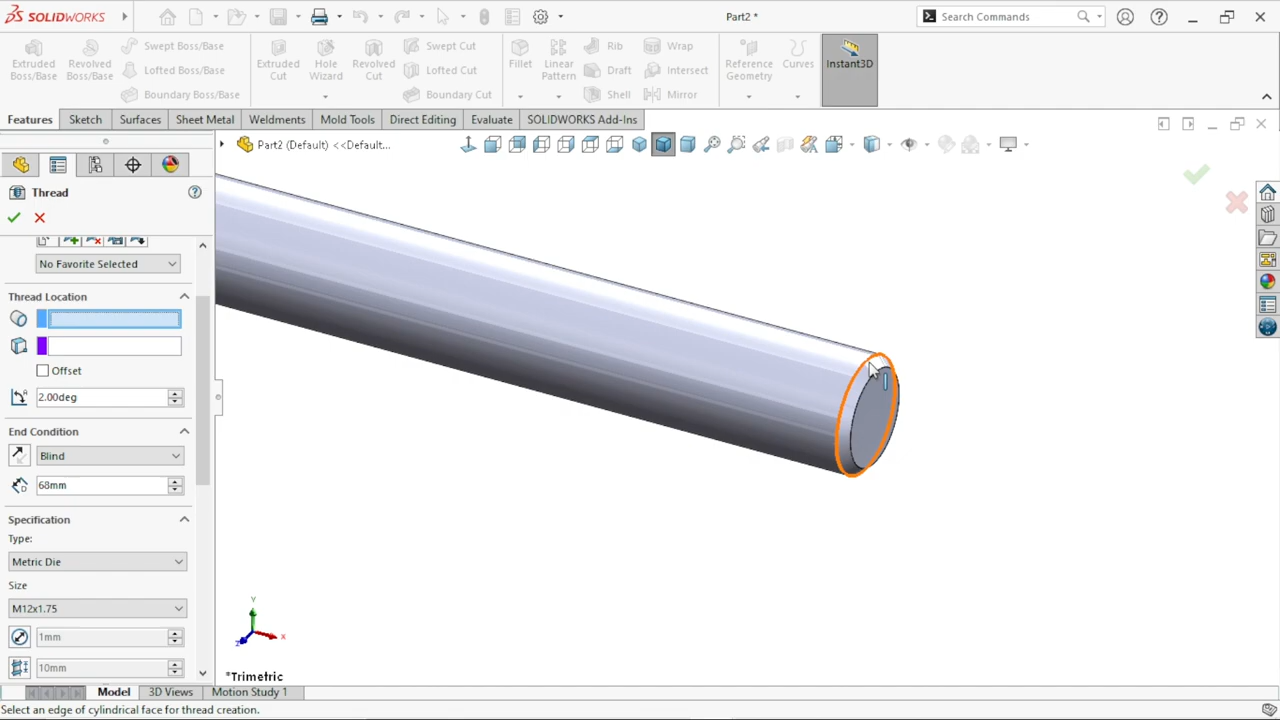 SOLIDWORKS
Part2 *
Search Commands
Extruded Boss/Base
Revolved Boss/Base
Swept Boss/Base
Lofted Boss/Base
Boundary Boss/Base
Extruded Cut
Hole Wizard
Revolved Cut
Swept Cut
Lofted Cut
Boundary Cut
Fillet
Linear Pattern
Rib
Draft
Shell
Wrap
Intersect
Mirror
Reference Geometry
Curves
Instant3D
Features
Sketch
Surfaces
Sheet Metal
Weldments
Mold Tools
Direct Editing
Evaluate
SOLIDWORKS Add-Ins
Part2 (Default) <<Default...
Thread
No Favorite Selected
Thread Location
Offset
2.00deg
End Condition
Blind
68mm
Specification
Type:
Metric Die
Size
M12x1.75
1mm
10mm
Y
X
Z
*Trimetric
Model
3D Views
Motion Study 1
Select an edge of cylindrical face for thread creation.